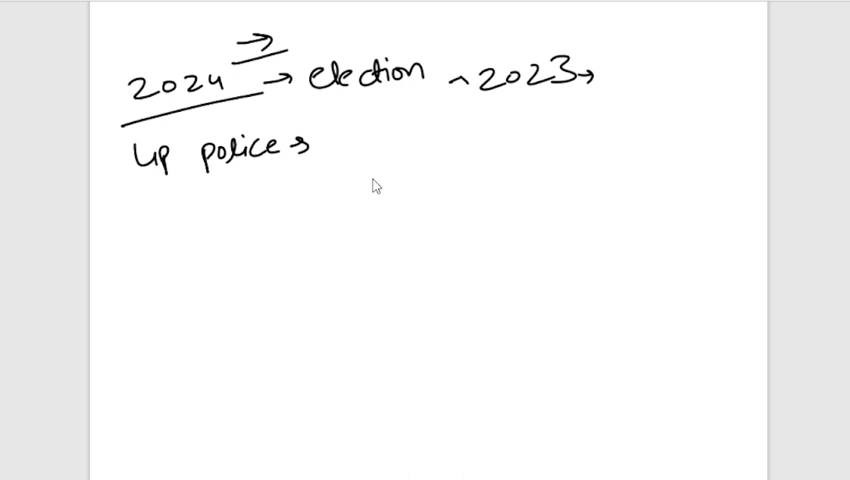 2024 → election - 2023 →
up police →